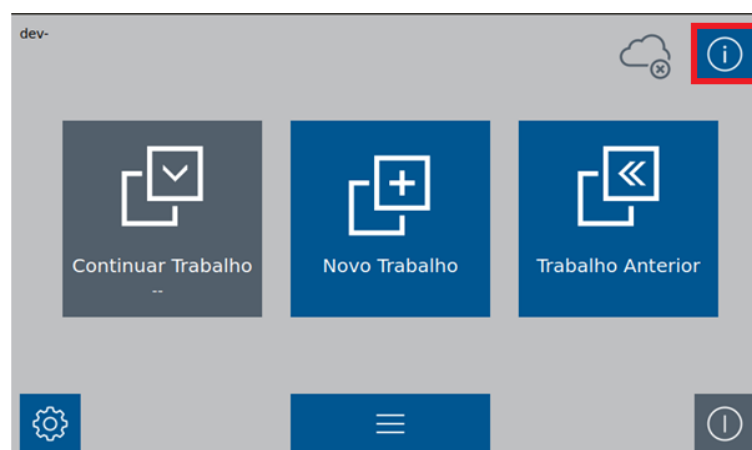 dev-
Continuar Trabalho
--
Novo Trabalho
Trabalho Anterior